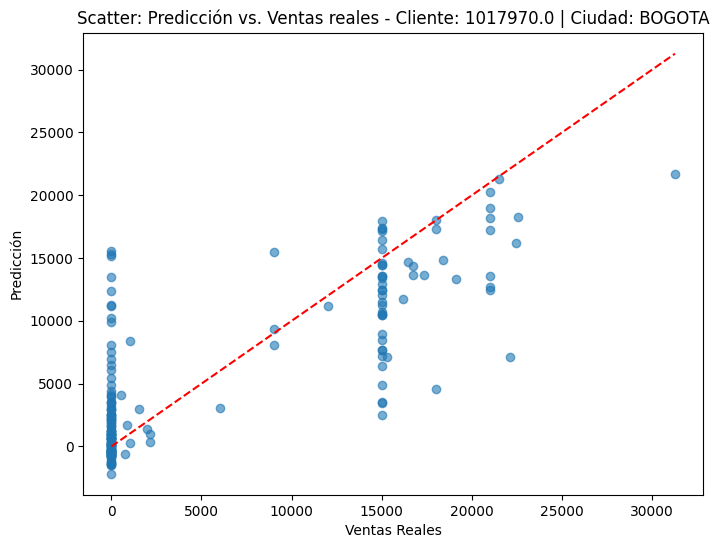 Scatter: Predicción vs. Ventas reales - Cliente: 1017970.0 | Ciudad: BOGOTA
30000
25000
20000
15000
10000
5000
0
Predicción
0 5000 10000 15000 20000 25000 30000
Ventas Reales